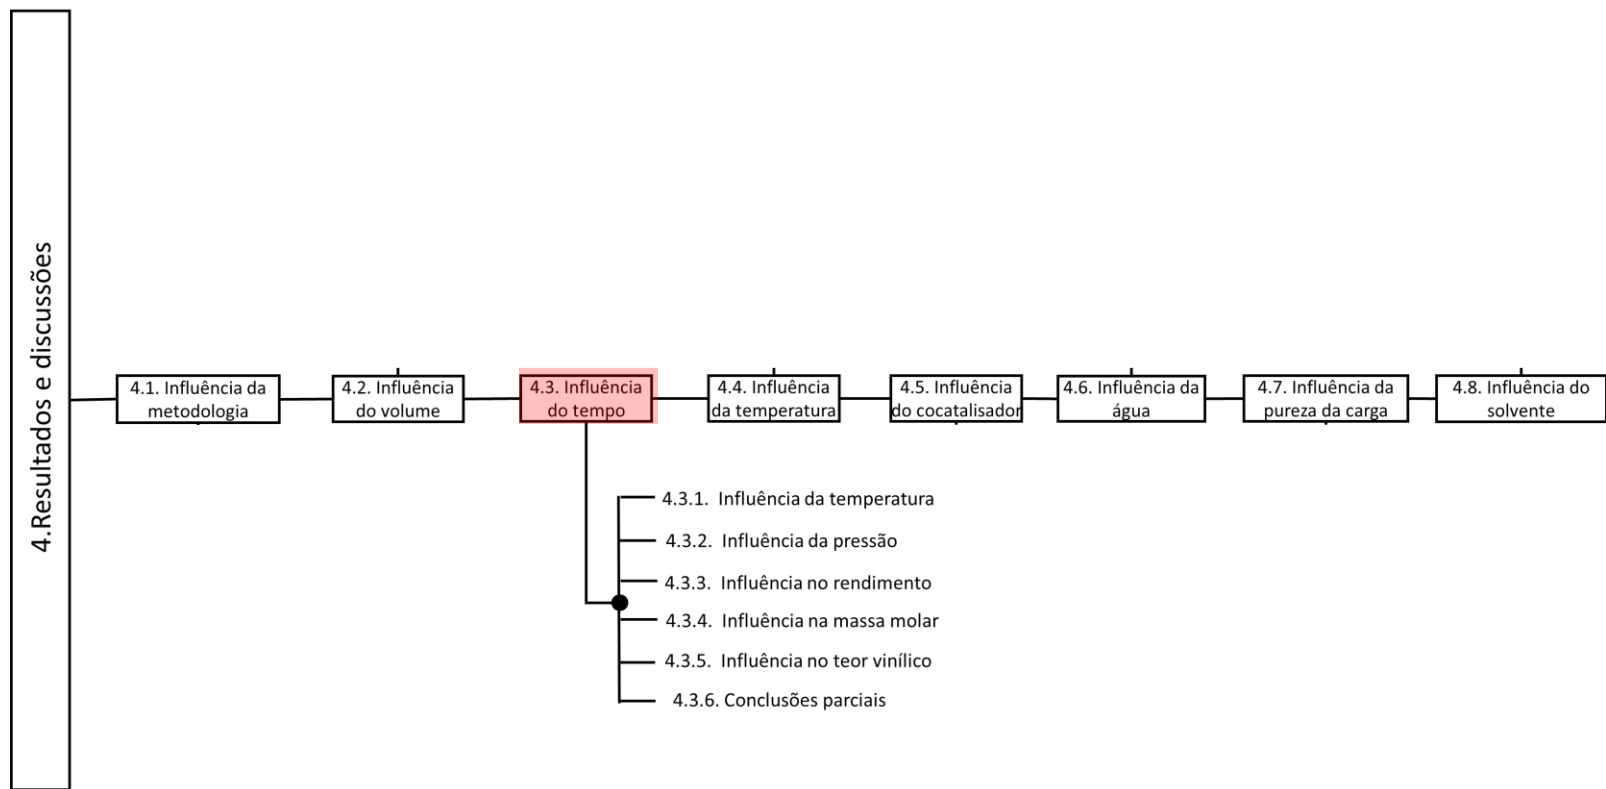 4.Resultados e discussões
4.1. Influência da
metodologia
4.2. Influência
do volume
4.3. Influência
do tempo
4.4. Influência
da temperatura
4.5. Influência
do cocatalisador
4.6. Influência da
água
4.7. Influência da
pureza da carga
4.8. Influência do
solvente
4.3.1. Influência da temperatura
4.3.2. Influência da pressão
4.3.3. Influência no rendimento
4.3.4. Influência na massa molar
4.3.5. Influência no teor vinílico
4.3.6. Conclusões parciais